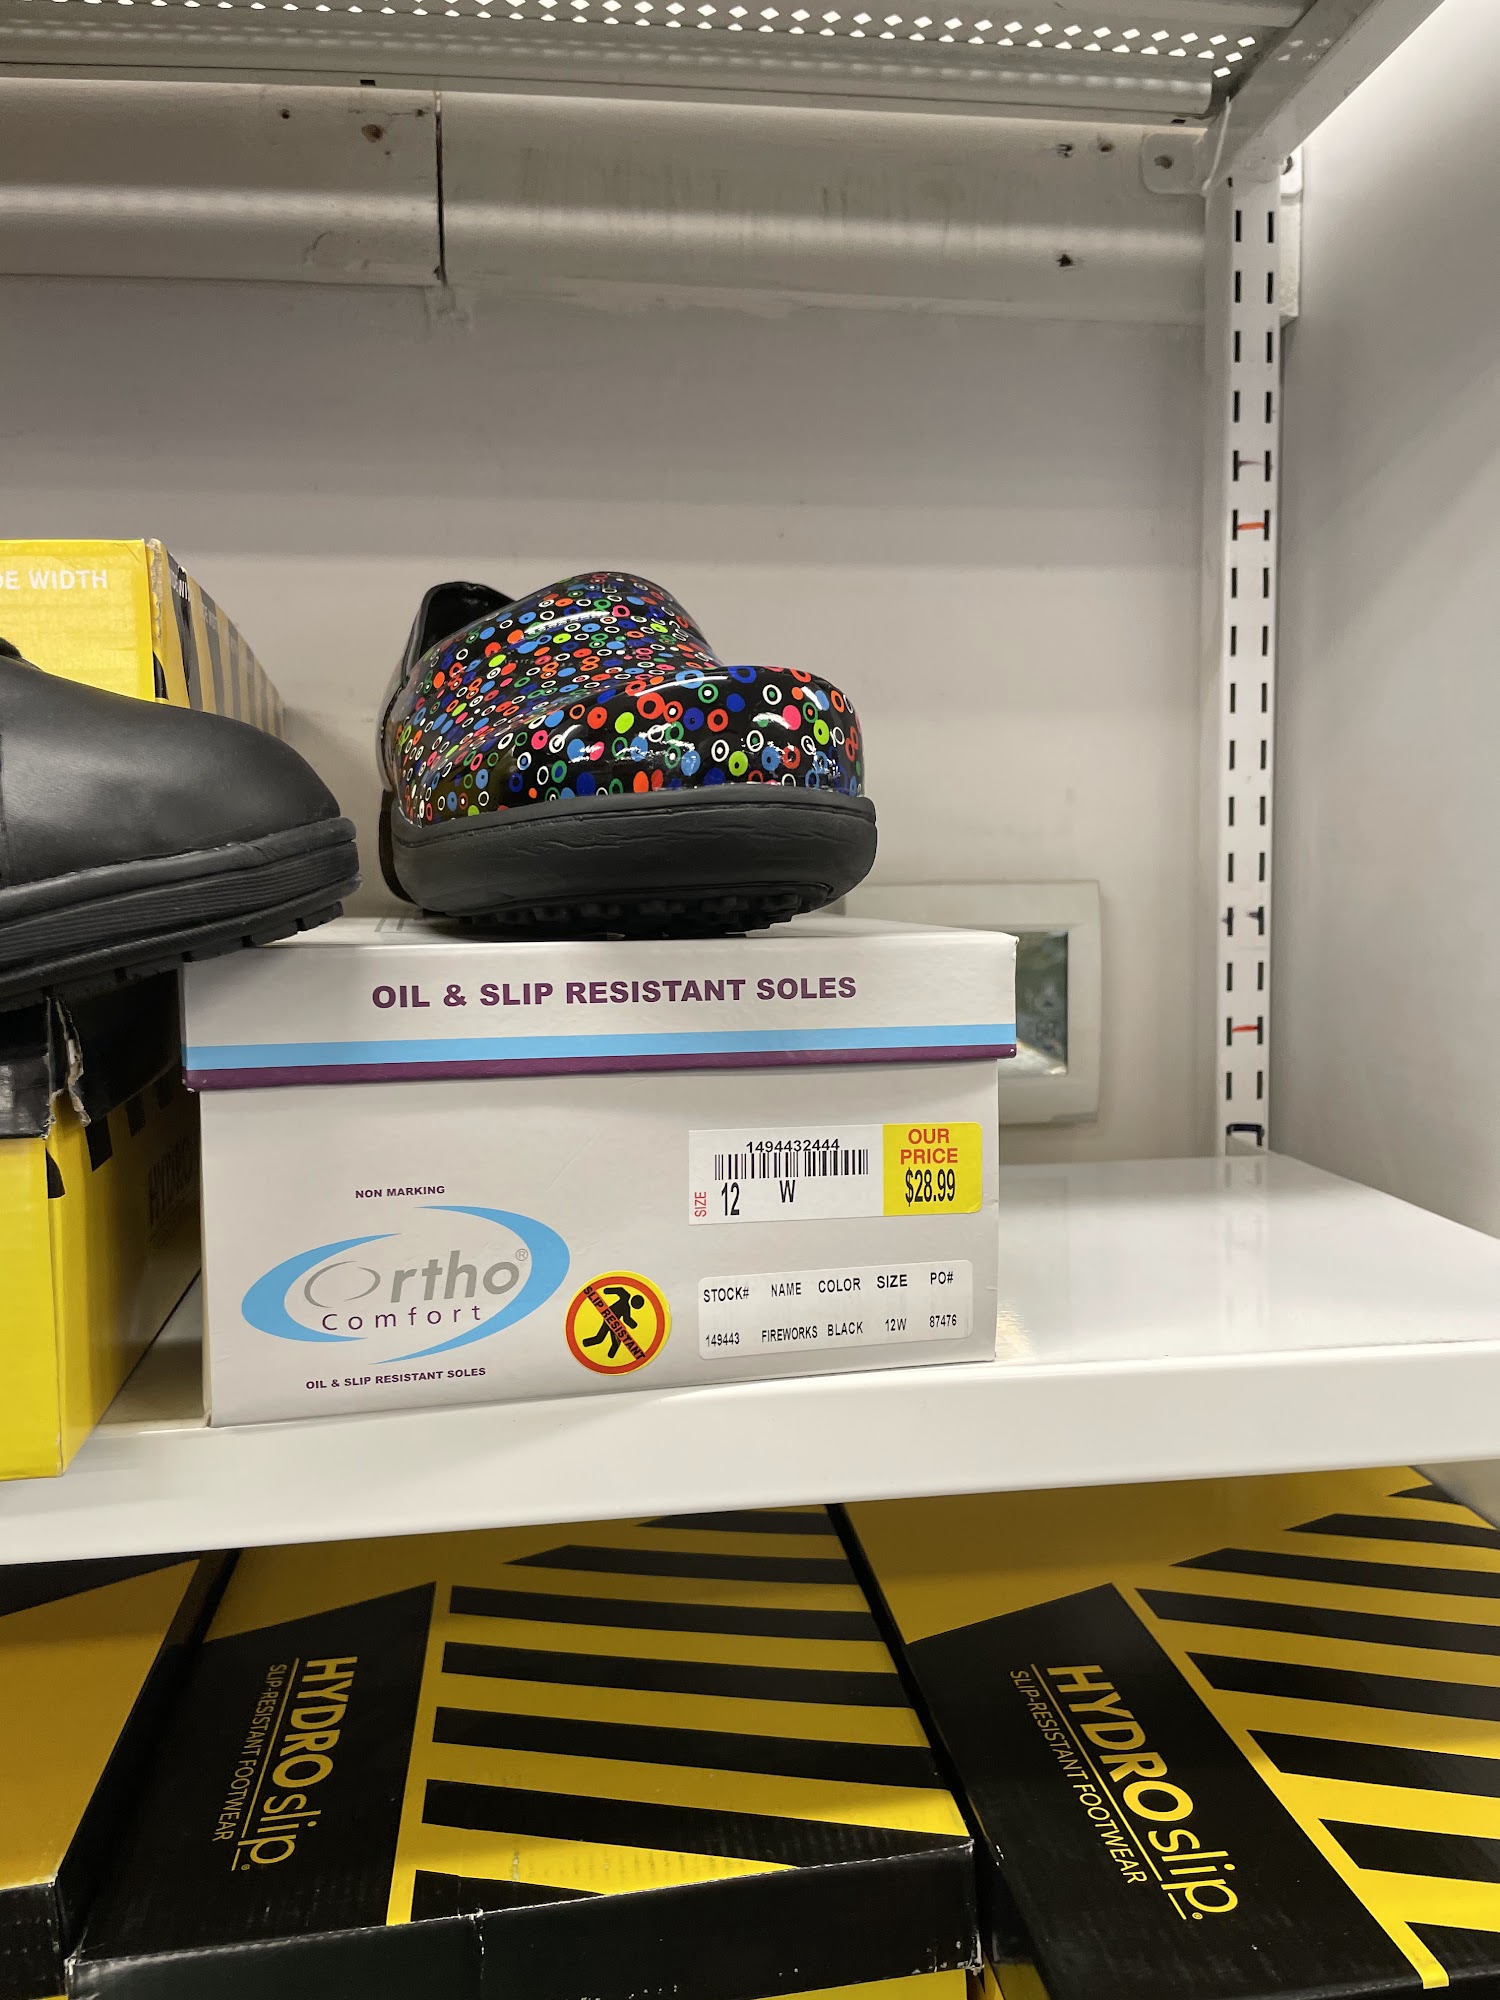 DE WIDTH
OIL & SLIP RESISTANT SOLES
1494432444
SIZE 12 W
OUR
PRICE
$28.99
NON MARKING
Ortho®
Comfort
OIL & SLIP RESISTANT SOLES
SLIP RESISTANT
STOCK# NAME COLOR SIZE PO#
149443 FIREWORKS BLACK 12W 87476
HYDROslip®
SLIP-RESISTANT FOOTWEAR
HYDROslip®
SLIP-RESISTANT FOOTWEAR